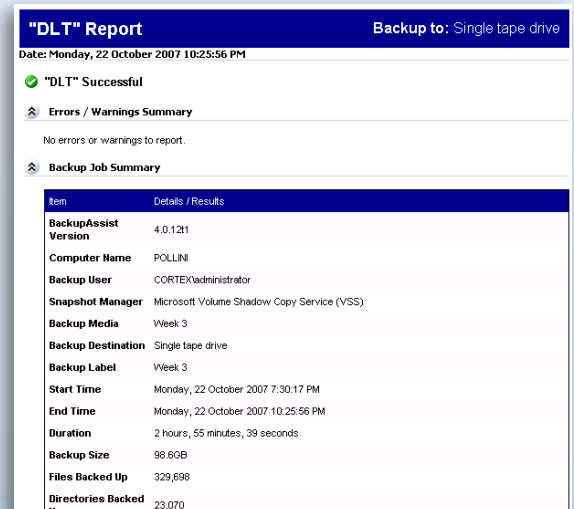 "DLT" Report Backup to: Single tape drive
Date: Monday, 22 October 2007 10:25:56 PM
"DLT" Successful
Errors / Warnings Summary
No errors or warnings to report.
Backup Job Summary
Item Details / Results
BackupAssist
Version 4.0.12t1
Computer Name POLLINI
Backup User CORTEX\administrator
Snapshot Manager Microsoft Volume Shadow Copy Service (VSS)
Backup Media Week 3
Backup Destination Single tape drive
Backup Label Week 3
Start Time Monday, 22 October 2007 7:30:17 PM
End Time Monday, 22 October 2007 10:25:56 PM
Duration 2 hours, 55 minutes, 39 seconds
Backup Size 98.6GB
Files Backed Up 329,698
Directories Backed
23,070